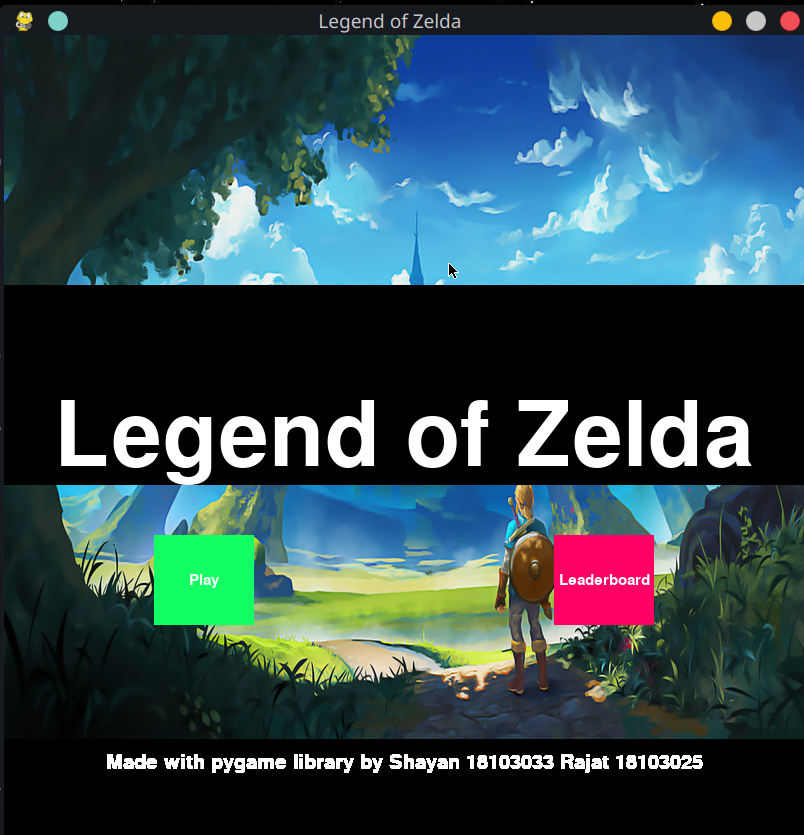 Legend of Zelda
Legend of Zelda
Play
Leaderboard
Made with pygame library by Shayan 18103033 Rajat 18103025